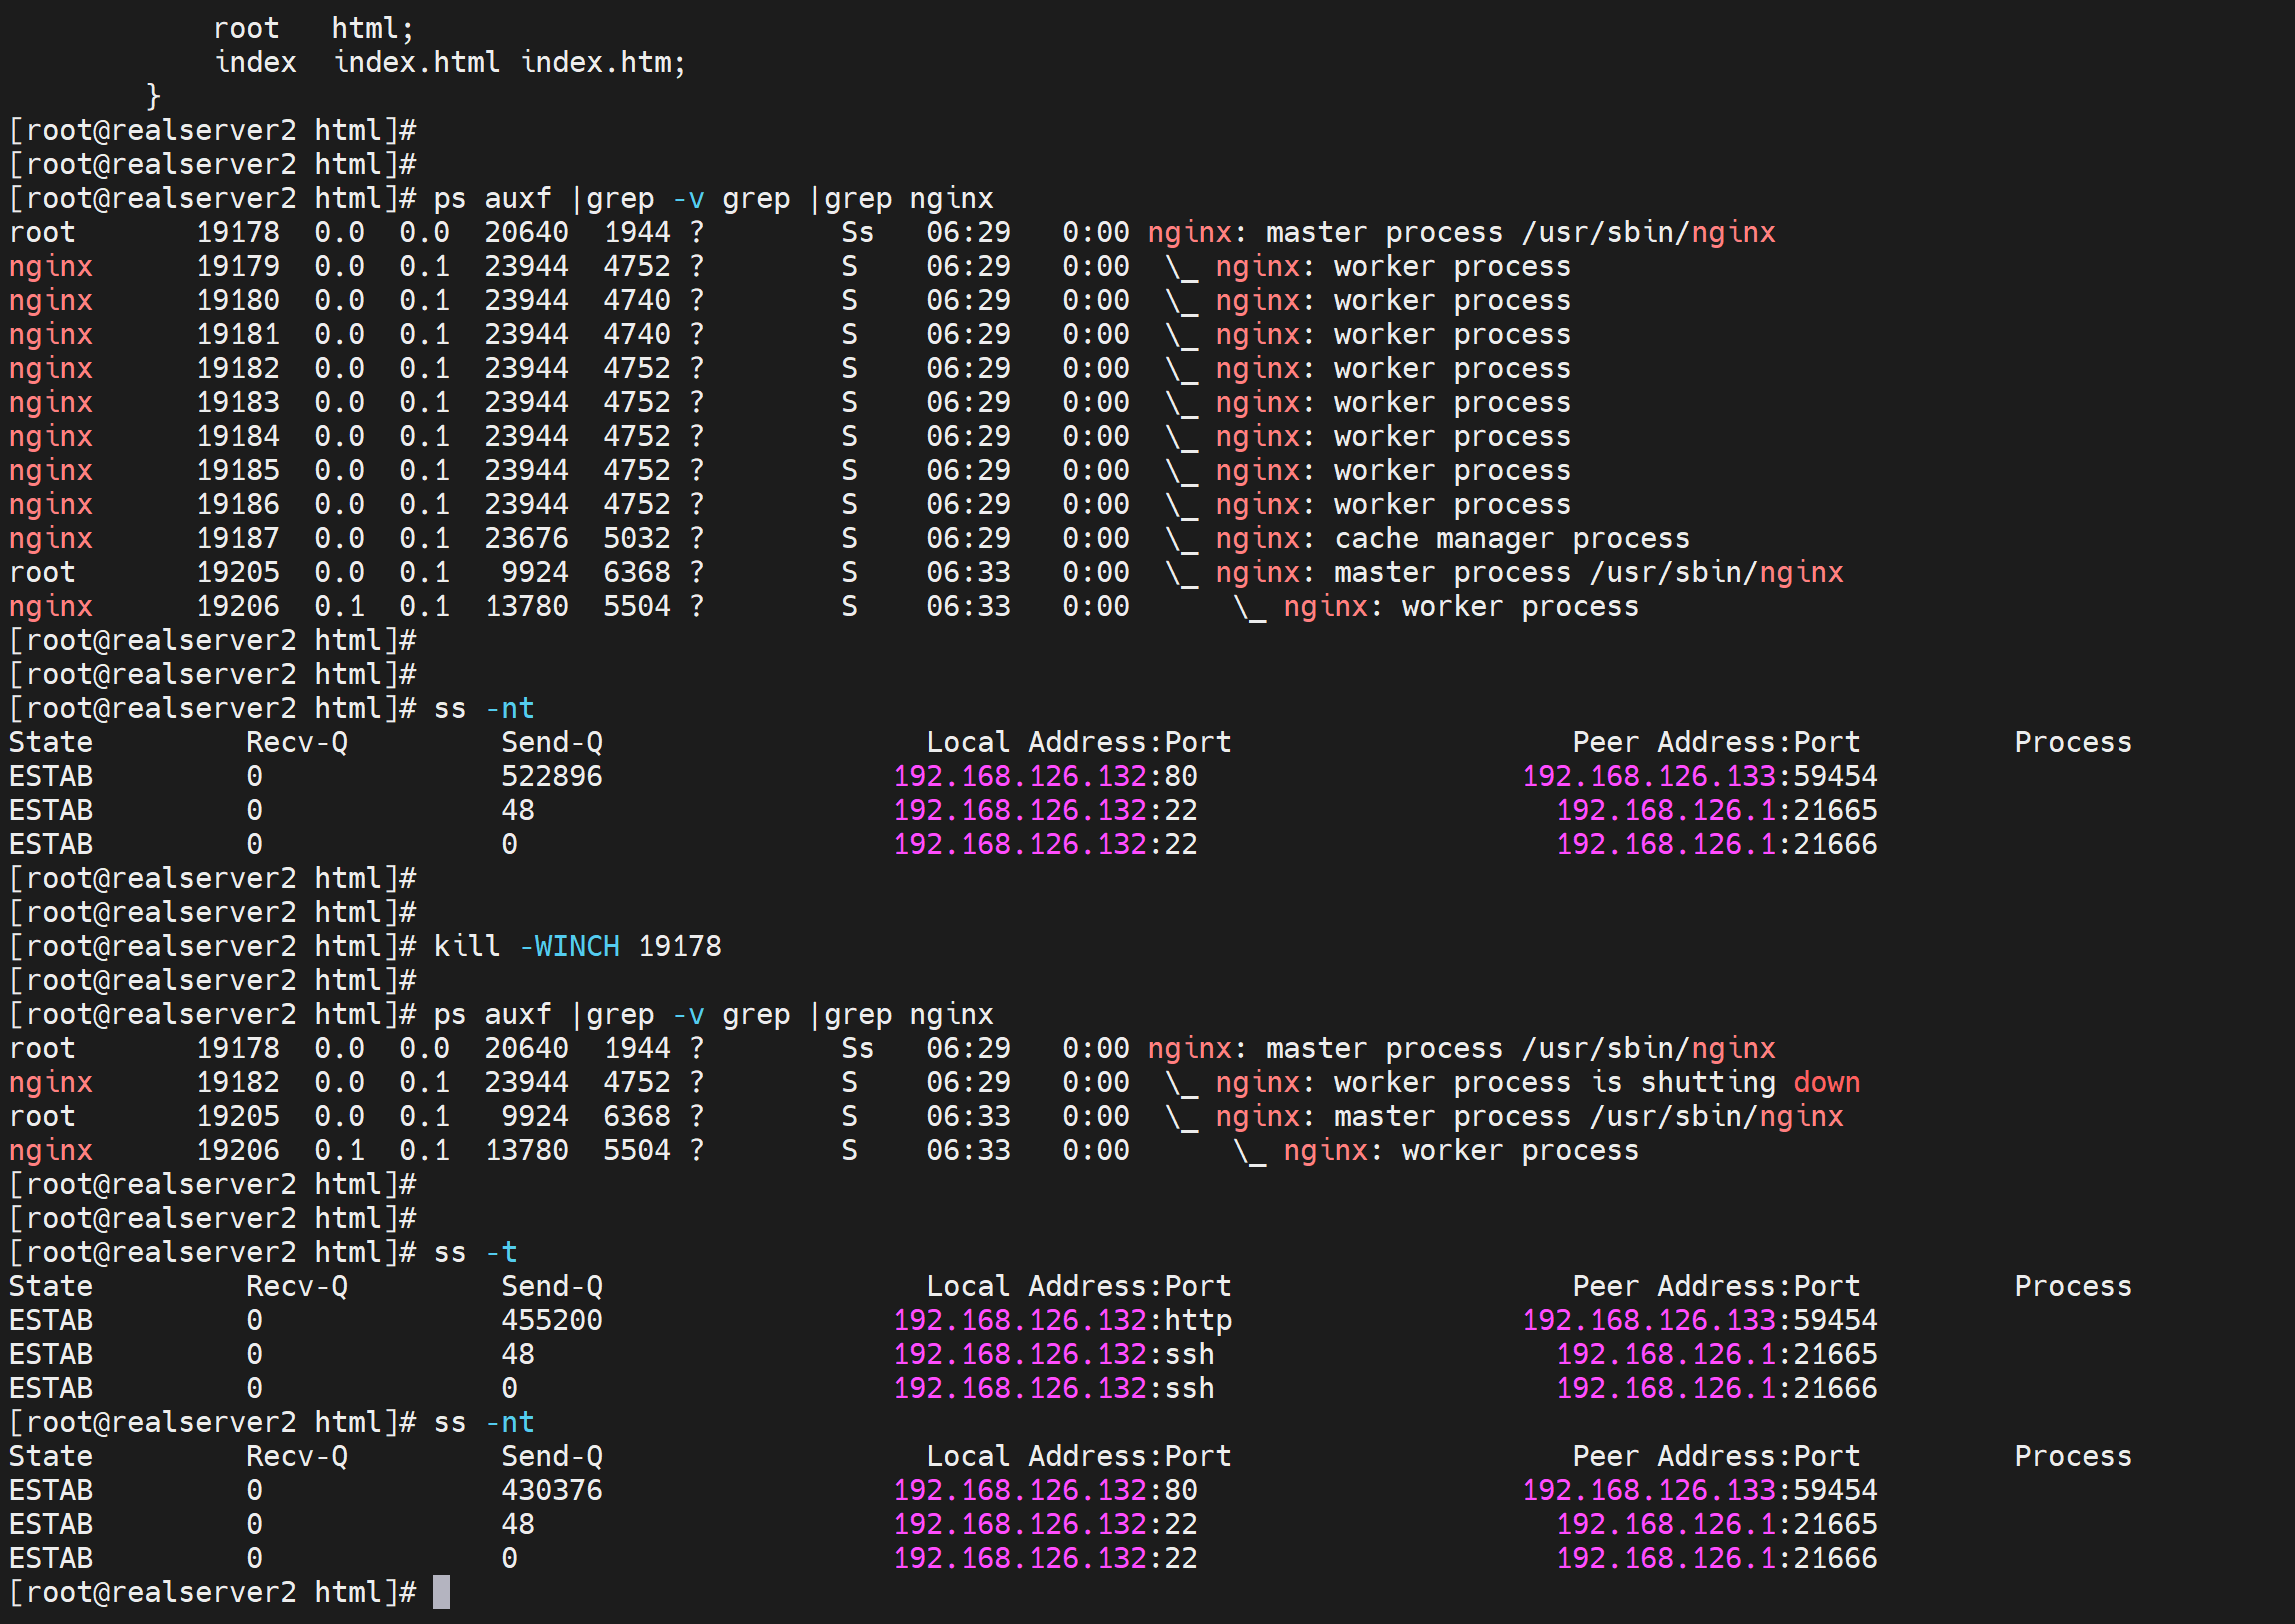 root   html;
            index  index.html index.htm;
        }
[root@realserver2 html]#
[root@realserver2 html]#
[root@realserver2 html]# ps auxf |grep -v grep |grep nginx
root       19178  0.0  0.0  20640  1944 ?        Ss   06:29   0:00 nginx: master process /usr/sbin/nginx
nginx      19179  0.0  0.1  23944  4752 ?        S    06:29   0:00  \_ nginx: worker process
nginx      19180  0.0  0.1  23944  4740 ?        S    06:29   0:00  \_ nginx: worker process
nginx      19181  0.0  0.1  23944  4740 ?        S    06:29   0:00  \_ nginx: worker process
nginx      19182  0.0  0.1  23944  4752 ?        S    06:29   0:00  \_ nginx: worker process
nginx      19183  0.0  0.1  23944  4752 ?        S    06:29   0:00  \_ nginx: worker process
nginx      19184  0.0  0.1  23944  4752 ?        S    06:29   0:00  \_ nginx: worker process
nginx      19185  0.0  0.1  23944  4752 ?        S    06:29   0:00  \_ nginx: worker process
nginx      19186  0.0  0.1  23944  4752 ?        S    06:29   0:00  \_ nginx: worker process
nginx      19187  0.0  0.1  23676  5032 ?        S    06:29   0:00  \_ nginx: cache manager process
root       19205  0.0  0.1   9924  6368 ?        S    06:33   0:00  \_ nginx: master process /usr/sbin/nginx
nginx      19206  0.1  0.1  13780  5504 ?        S    06:33   0:00      \_ nginx: worker process
[root@realserver2 html]#
[root@realserver2 html]#
[root@realserver2 html]# ss -nt
State         Recv-Q         Send-Q                   Local Address:Port                    Peer Address:Port         Process
ESTAB         0              522896                 192.168.126.132:80                   192.168.126.133:59454
ESTAB         0              48                     192.168.126.132:22                     192.168.126.1:21665
ESTAB         0              0                      192.168.126.132:22                     192.168.126.1:21666
[root@realserver2 html]#
[root@realserver2 html]#
[root@realserver2 html]# kill -WINCH 19178
[root@realserver2 html]#
[root@realserver2 html]# ps auxf |grep -v grep |grep nginx
root       19178  0.0  0.0  20640  1944 ?        Ss   06:29   0:00 nginx: master process /usr/sbin/nginx
nginx      19182  0.0  0.1  23944  4752 ?        S    06:29   0:00  \_ nginx: worker process is shutting down
root       19205  0.0  0.1   9924  6368 ?        S    06:33   0:00  \_ nginx: master process /usr/sbin/nginx
nginx      19206  0.1  0.1  13780  5504 ?        S    06:33   0:00      \_ nginx: worker process
[root@realserver2 html]#
[root@realserver2 html]#
[root@realserver2 html]# ss -t
State         Recv-Q         Send-Q                   Local Address:Port                    Peer Address:Port         Process
ESTAB         0              455200                 192.168.126.132:http                 192.168.126.133:59454
ESTAB         0              48                     192.168.126.132:ssh                    192.168.126.1:21665
ESTAB         0              0                      192.168.126.132:ssh                    192.168.126.1:21666
[root@realserver2 html]# ss -nt
State         Recv-Q         Send-Q                   Local Address:Port                    Peer Address:Port         Process
ESTAB         0              430376                 192.168.126.132:80                   192.168.126.133:59454
ESTAB         0              48                     192.168.126.132:22                     192.168.126.1:21665
ESTAB         0              0                      192.168.126.132:22                     192.168.126.1:21666
[root@realserver2 html]#